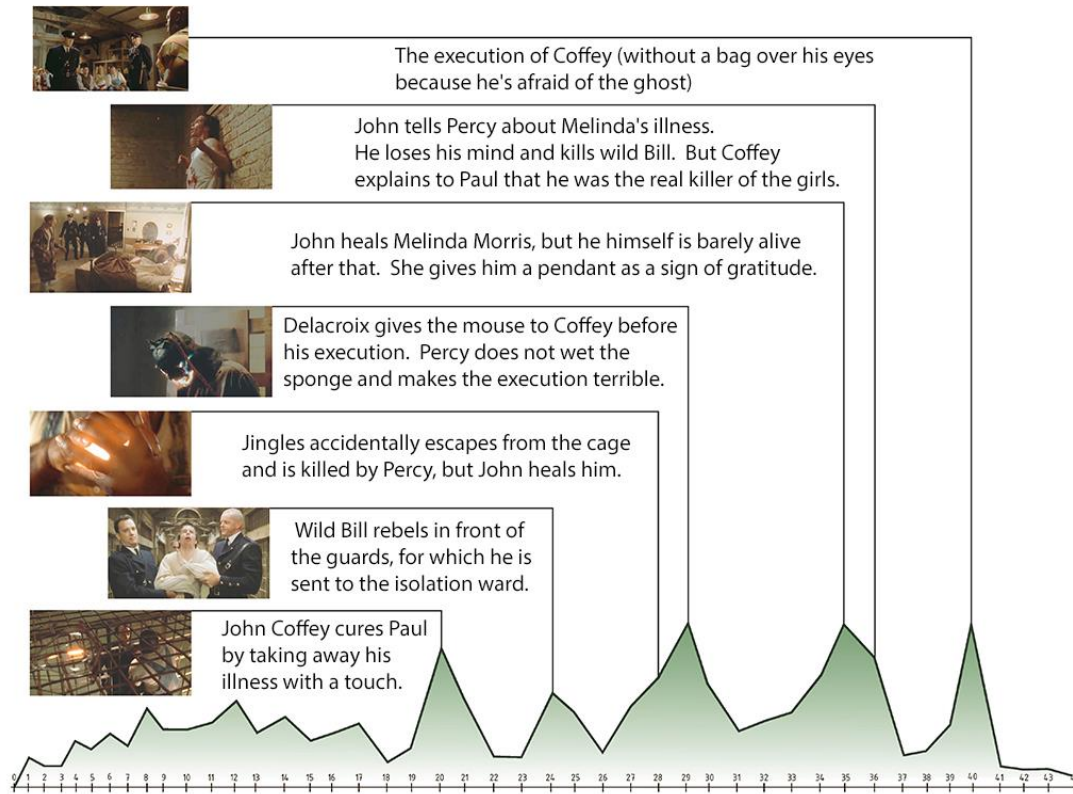 The execution of Coffey (without a bag over his eyes
because he's afraid of the ghost)
John tells Percy about Melinda's illness.
He loses his mind and kills wild Bill. But Coffey
explains to Paul that he was the real killer of the girls.
John heals Melinda Morris, but he himself is barely alive
after that. She gives him a pendant as a sign of gratitude.
Delacroix gives the mouse to Coffey before
his execution. Percy does not wet the
sponge and makes the execution terrible.
Jingles accidentally escapes from the cage
and is killed by Percy, but John heals him.
Wild Bill rebels in front of
the guards, for which he is
sent to the isolation ward.
John Coffey cures Paul
by taking away his
illness with a touch.
0 1 2 3 4 5 6 7 8 9 10 11 12 13 14 15 16 17 18 19 20 21 22 23 24 25 26 27 28 29 30 31 32 33 34 35 36 37 38 39 40 41 42 43